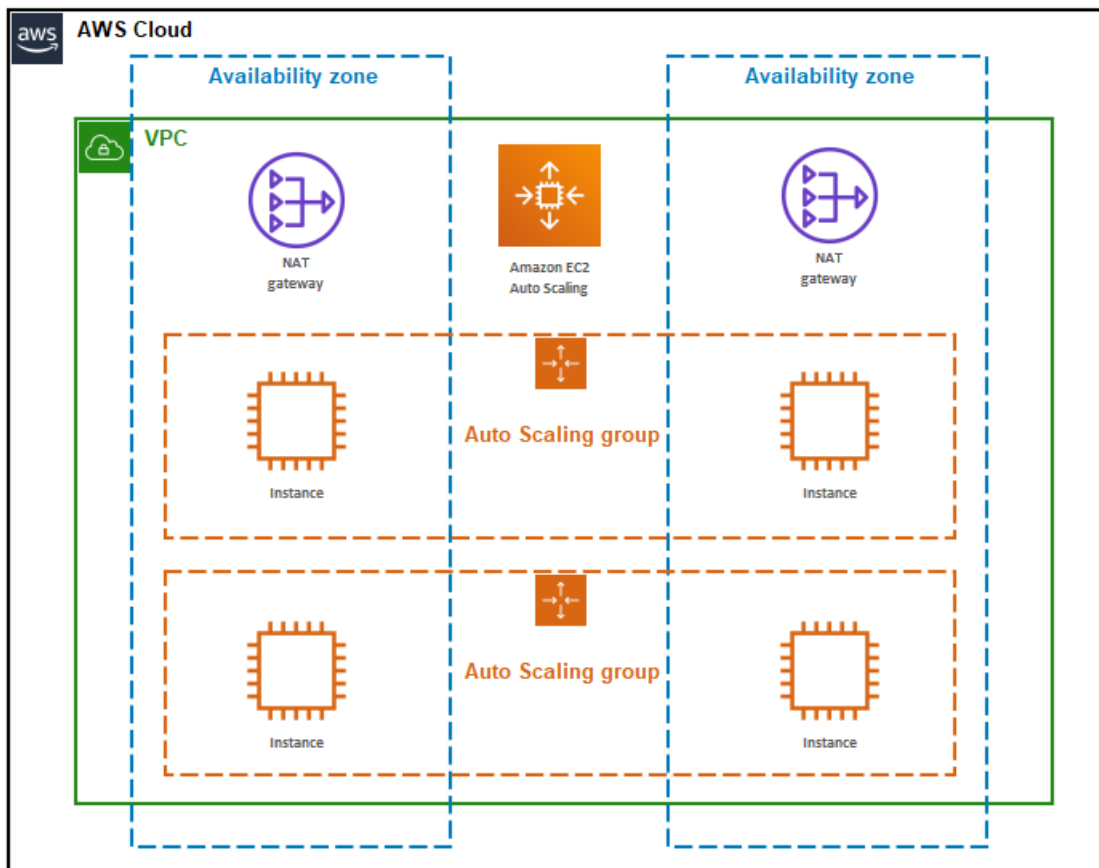 aws
AWS Cloud
Availability zone
Availability zone
VPC
NAT
gateway
Amazon EC2
Auto Scaling
NAT
gateway
Auto Scaling group
Instance
Instance
Auto Scaling group
Instance
Instance